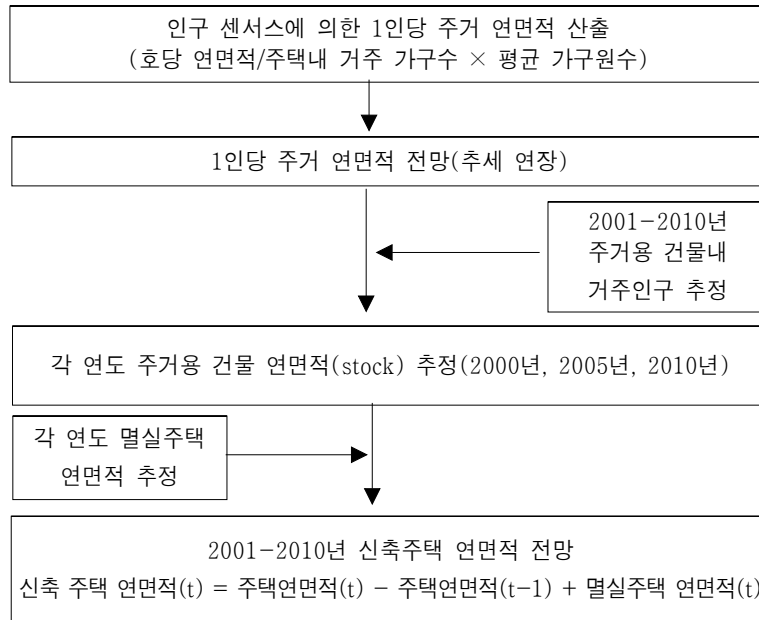 인구 센서스에 의한 1인당 주거 연면적 산출
(호당 연면적/주택내 거주 가구수 × 평균 가구원수)
1인당 주거 연면적 전망(추세 연장)
2001-2010년
주거용 건물내
거주인구 추정
각 연도 주거용 건물 연면적(stock) 추정(2000년, 2005년, 2010년)
각 연도 멸실주택
연면적 추정
2001-2010년 신축주택 연면적 전망
신축 주택 연면적(t) = 주택연면적(t) - 주택연면적(t-1) + 멸실주택 연면적(t)